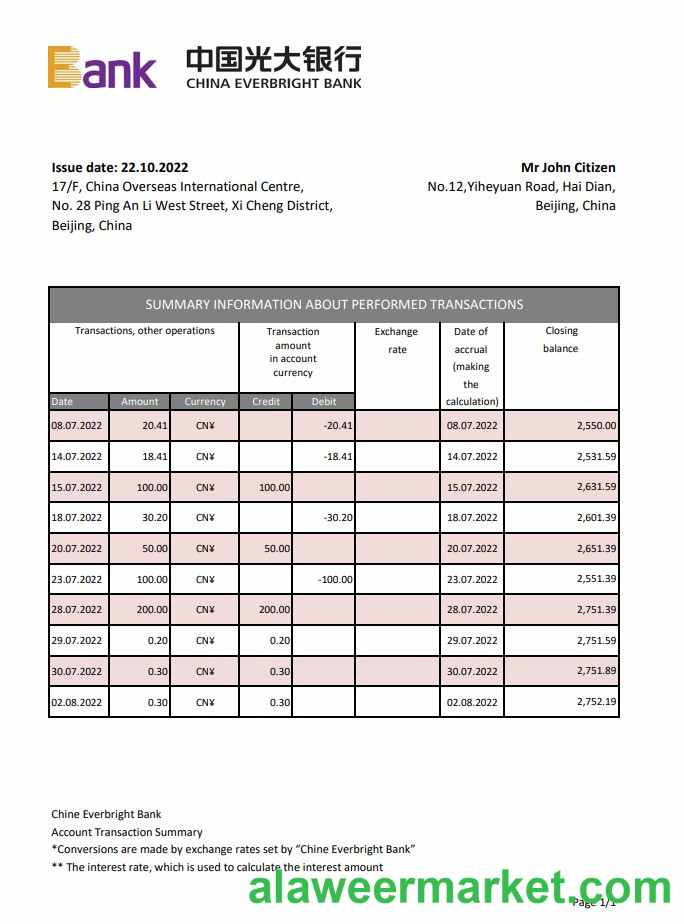 Bank 中国光大银行
CHINA EVERBRIGHT BANK
Issue date: 22.10.2022
17/F, China Overseas International Centre,
No. 28 Ping An Li West Street, Xi Cheng District,
Beijing, China
Mr John Citizen
No.12,Yiheyuan Road, Hai Dian,
Beijing, China
SUMMARY INFORMATION ABOUT PERFORMED TRANSACTIONS
Transactions, other operations
Transaction
amount
in account
currency
Exchange
rate
Date of
accrual
(making
the
calculation)
Closing
balance
Date Amount Currency Credit Debit
08.07.2022 20.41 CN¥ -20.41 08.07.2022 2,550.00
14.07.2022 18.41 CN¥ -18.41 14.07.2022 2,531.59
15.07.2022 100.00 CN¥ 100.00 15.07.2022 2,631.59
18.07.2022 30.20 CN¥ -30.20 18.07.2022 2,601.39
20.07.2022 50.00 CN¥ 50.00 20.07.2022 2,651.39
23.07.2022 100.00 CN¥ -100.00 23.07.2022 2,551.39
28.07.2022 200.00 CN¥ 200.00 28.07.2022 2,751.39
29.07.2022 0.20 CN¥ 0.20 29.07.2022 2,751.59
30.07.2022 0.30 CN¥ 0.30 30.07.2022 2,751.89
02.08.2022 0.30 CN¥ 0.30 02.08.2022 2,752.19
Chine Everbright Bank
Account Transaction Summary
*Conversions are made by exchange rates set by “Chine Everbright Bank”
** The interest rate, which is used to calculate the interest amount
alaweermarket.com
Page 1/1